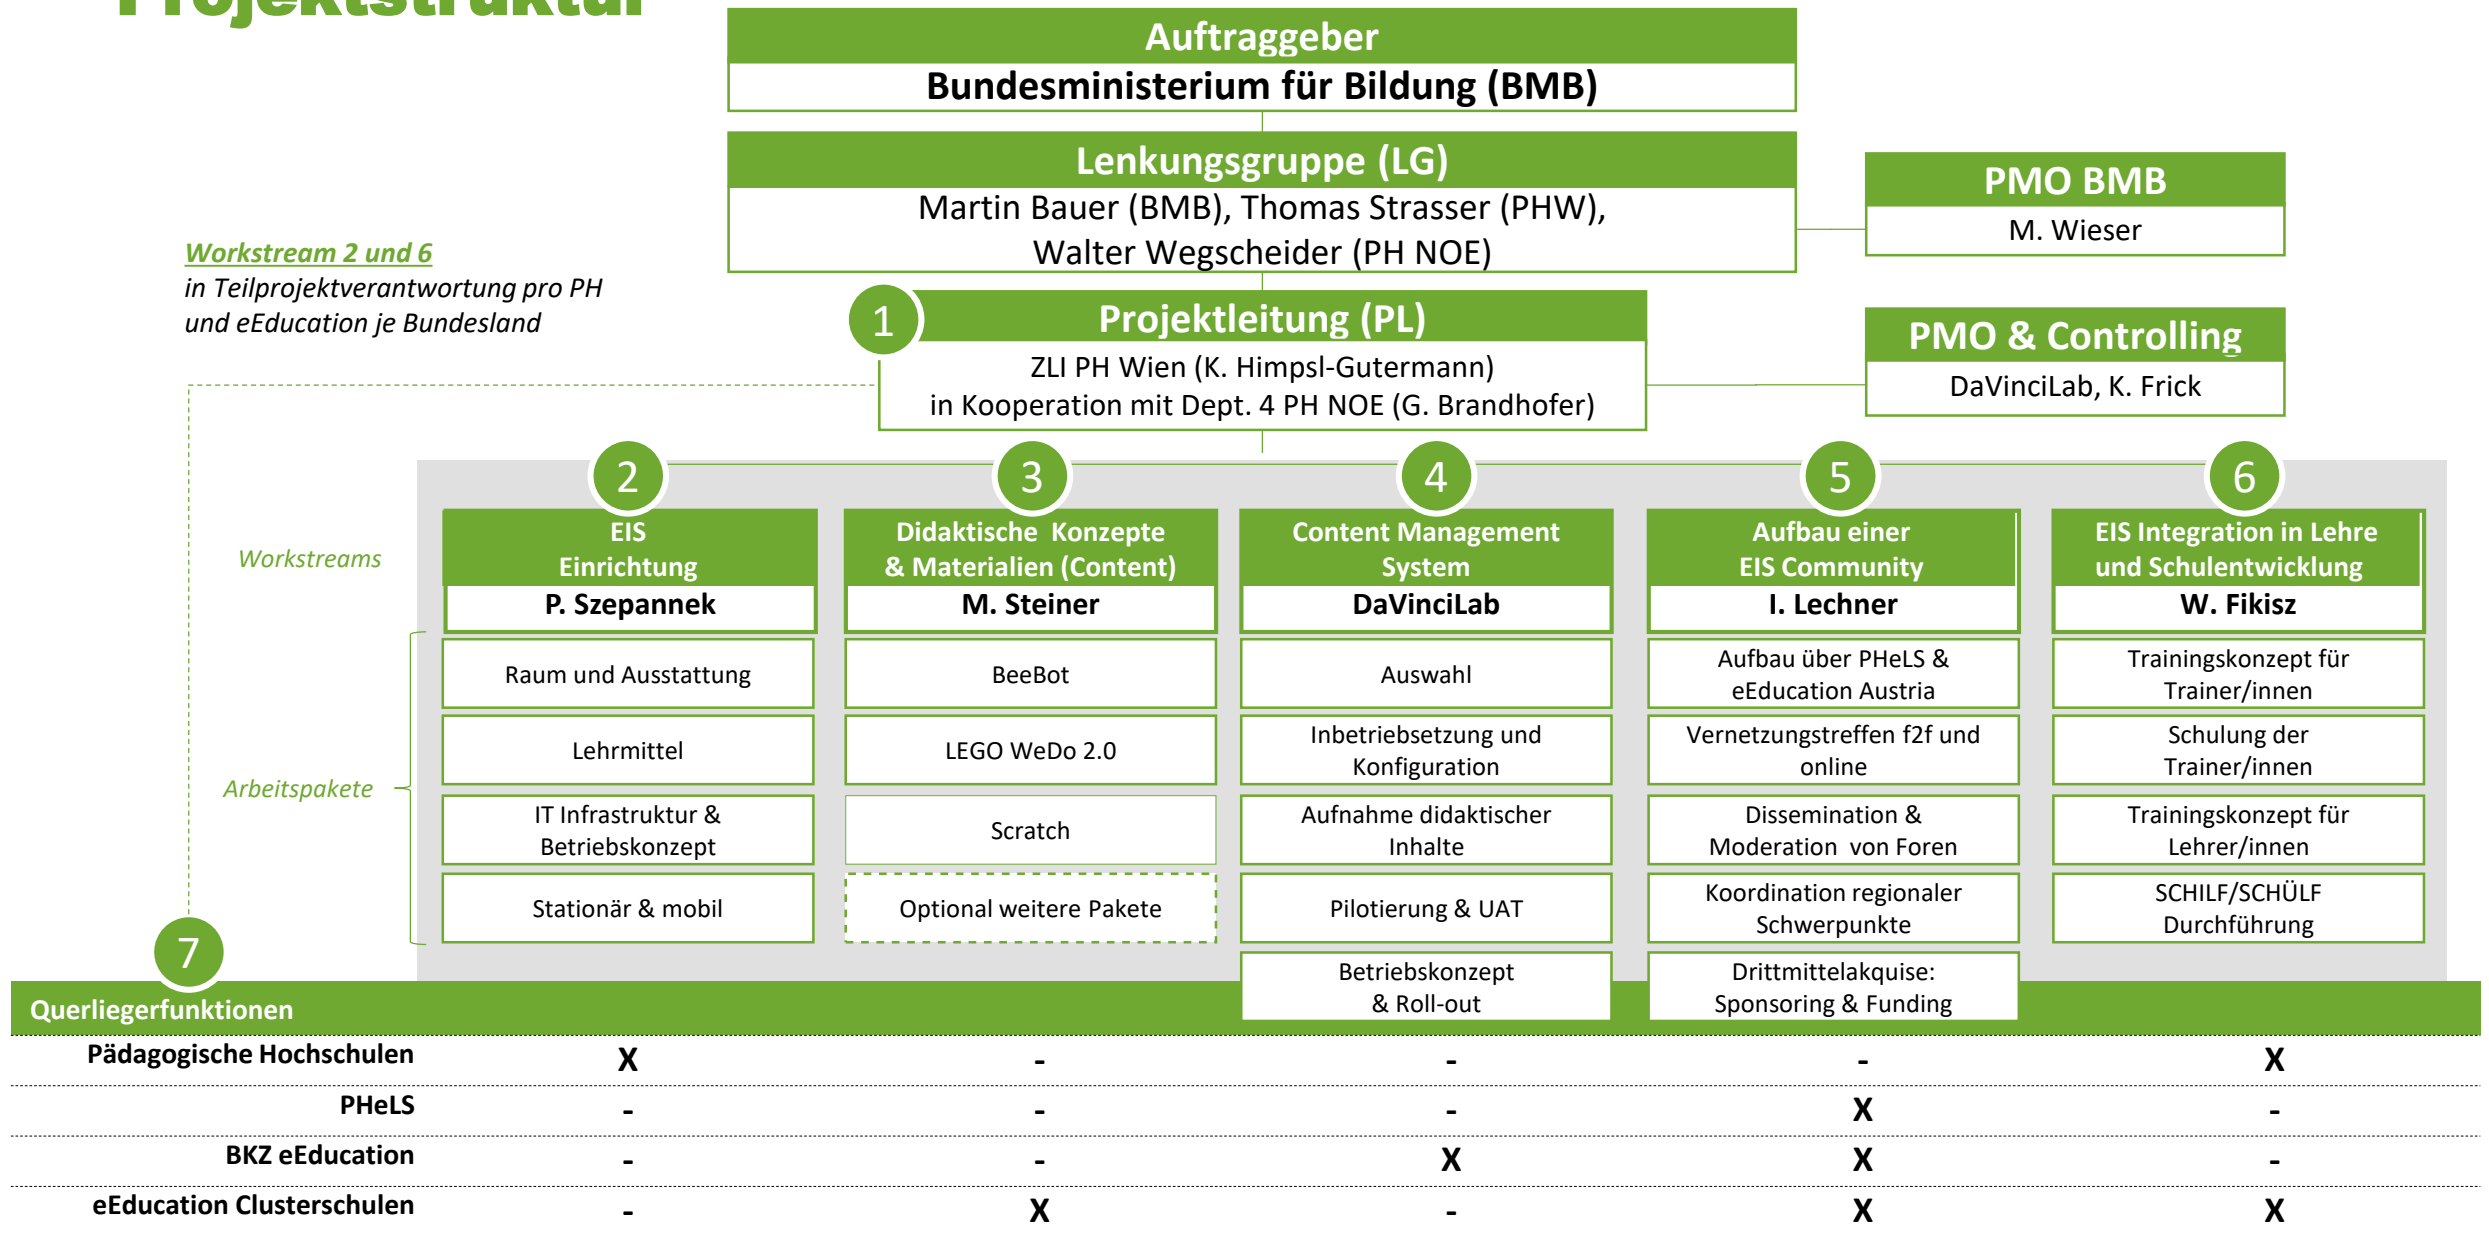 Projektstruktur
Auftraggeber
Bundesministerium für Bildung (BMB)
Lenkungsgruppe (LG)
Martin Bauer (BMB), Thomas Strasser (PHW),
Walter Wegscheider (PH NOE)
PMO BMB
M. Wieser
Workstream 2 und 6
in Teilprojektverantwortung pro PH
und eEducation je Bundesland
1
Projektleitung (PL)
ZLI PH Wien (K. Himpsl-Gutermann)
in Kooperation mit Dept. 4 PH NOE (G. Brandhofer)
PMO & Controlling
DaVinciLab, K. Frick
Workstreams
Arbeitspakete
2
EIS
Einrichtung
P. Szepannek
Raum und Ausstattung
Lehrmittel
IT Infrastruktur &
Betriebskonzept
Stationär & mobil
3
Didaktische  Konzepte
& Materialien (Content)
M. Steiner
BeeBot
LEGO WeDo 2.0
Scratch
Optional weitere Pakete
4
Content Management
System
DaVinciLab
Auswahl
Inbetriebsetzung und
Konfiguration
Aufnahme didaktischer
Inhalte
Pilotierung & UAT
Betriebskonzept
& Roll-out
5
Aufbau einer
EIS Community
I. Lechner
Aufbau über PHeLS &
eEducation Austria
Vernetzungstreffen f2f und
online
Dissemination &
Moderation  von Foren
Koordination regionaler
Schwerpunkte
Drittmittelakquise:
Sponsoring & Funding
6
EIS Integration in Lehre
und Schulentwicklung
W. Fikisz
Trainingskonzept für
Trainer/innen
Schulung der
Trainer/innen
Trainingskonzept für
Lehrer/innen
SCHILF/SCHÜLF
Durchführung
7
Querliegerfunktionen
Pädagogische Hochschulen X - - - X
PHeLS - - - X -
BKZ eEducation - - X X -
eEducation Clusterschulen - X - X X